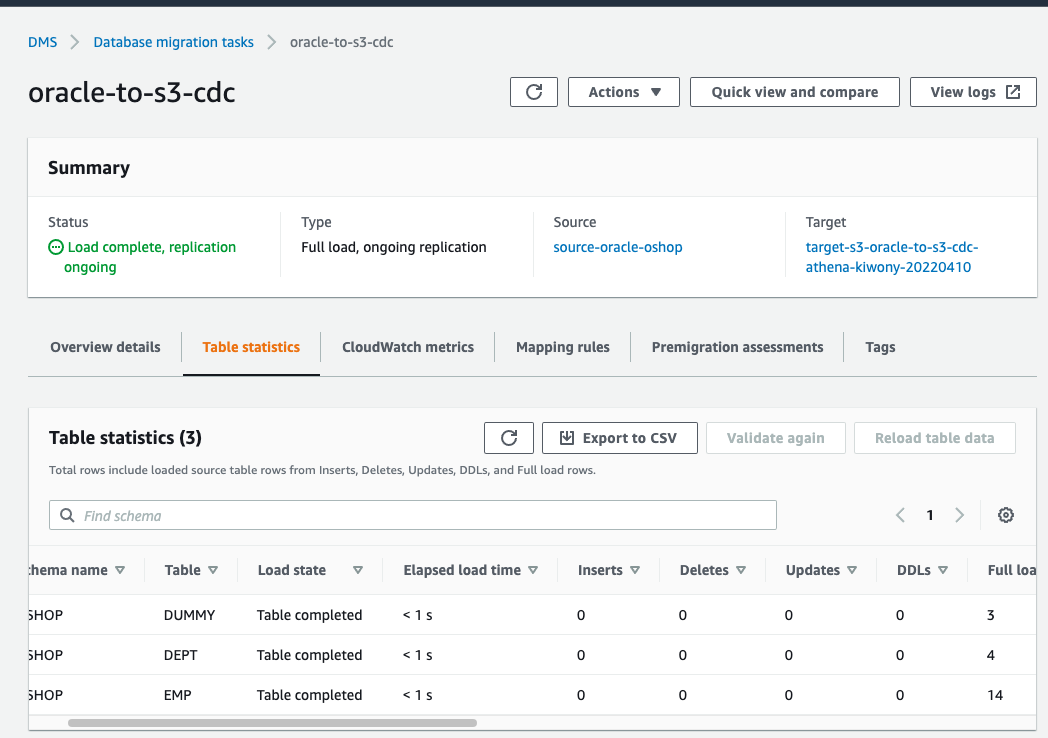 DMS > Database migration tasks > oracle-to-s3-cdc
oracle-to-s3-cdc
Actions
Quick view and compare
View logs
Summary
Status
Type
Source
Target
Load complete, replication
ongoing
Full load, ongoing replication
source-oracle-oshop
target-s3-oracle-to-s3-cdc-
athena-kiwony-20220410
Overview details
Table statistics
CloudWatch metrics
Mapping rules
Premigration assessments
Tags
Table statistics (3)
Export to CSV
Validate again
Reload table data
Total rows include loaded source table rows from Inserts, Deletes, Updates, DDLs, and Full load rows.
Find schema
1
hema name Table Load state Elapsed load time Inserts Deletes Updates DDLs Full loa
SHOP DUMMY Table completed < 1 s 0 0 0 0 3
SHOP DEPT Table completed < 1 s 0 0 0 0 4
SHOP EMP Table completed < 1 s 0 0 0 0 14